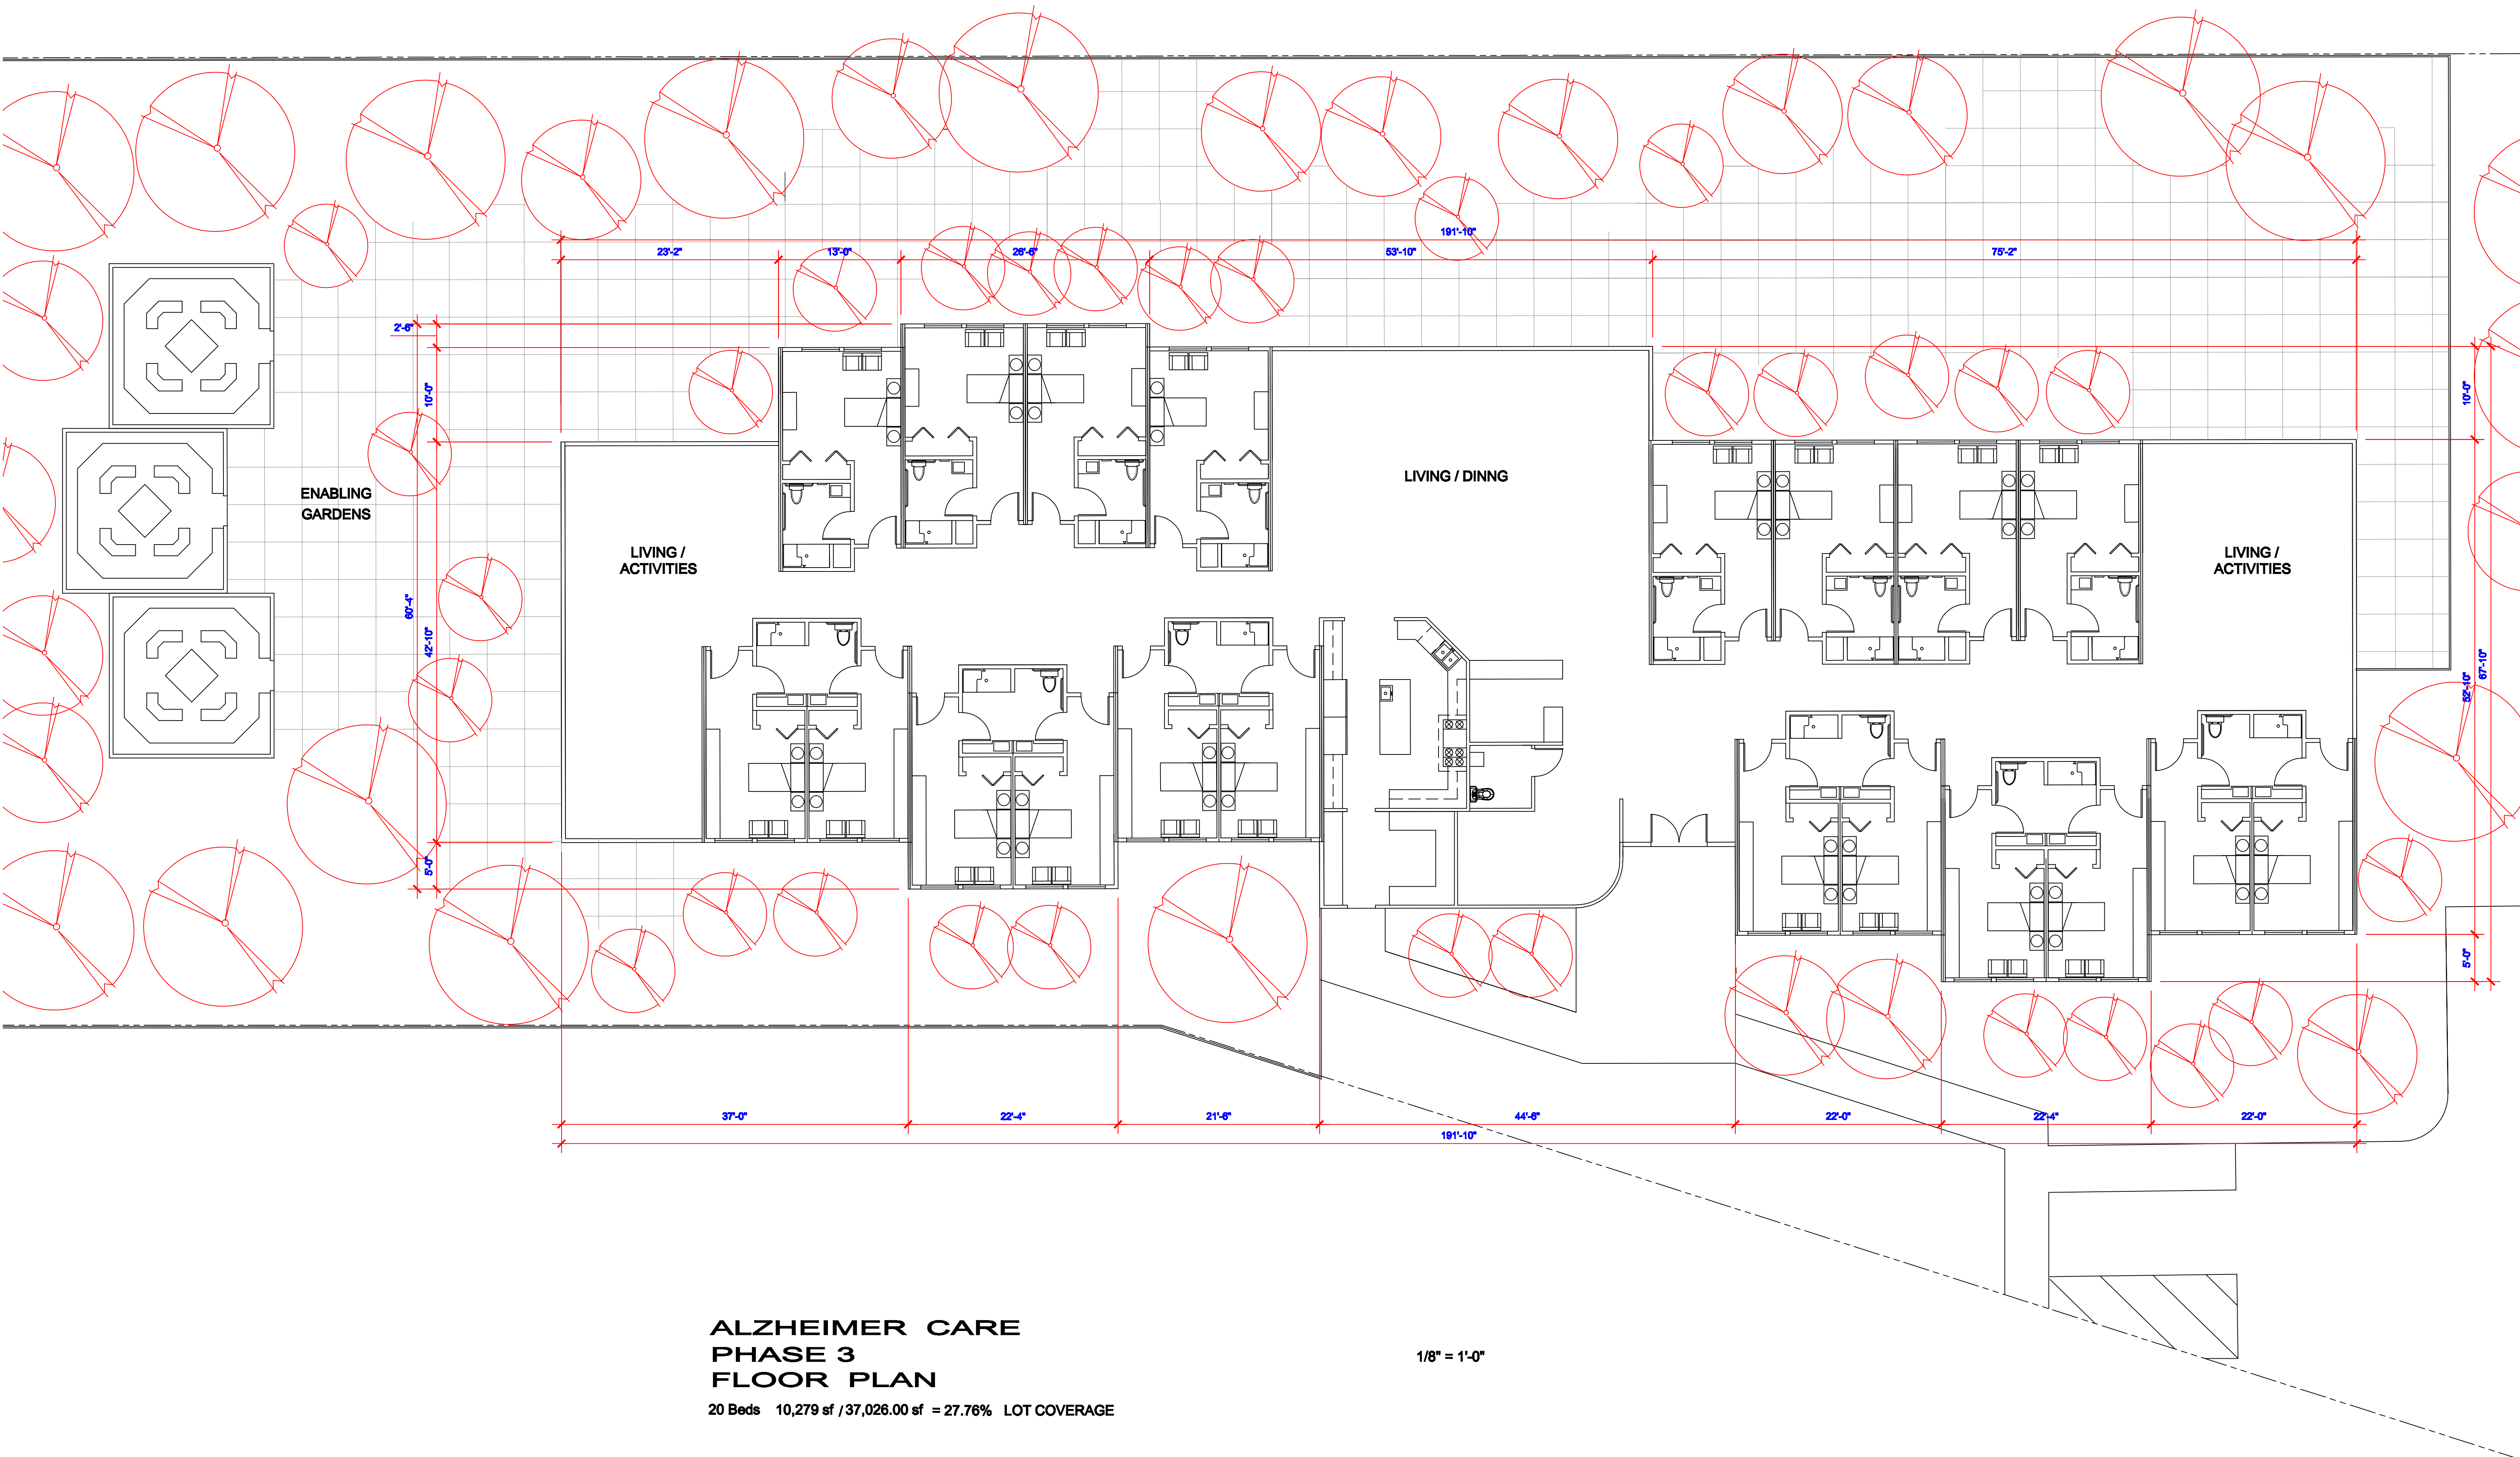 191'-10"
23'-2"
13'-0"
26'-6"
53'-10"
75'-2"
2'-6"
10'-0"
10'-0"
LIVING / DINNG
ENABLING
GARDENS
LIVING /
ACTIVITIES
LIVING /
ACTIVITIES
60'-4"
42'-10"
67'-10"
52'-10"
5'-0"
5'-0"
37'-0"
22'-4"
21'-6"
44'-6"
22'-0"
22'-4"
22'-0"
191'-10"
ALZHEIMER CARE
PHASE 3
FLOOR PLAN
1/8" = 1'-0"
20 Beds 10,279 sf / 37,026.00 sf = 27.76% LOT COVERAGE